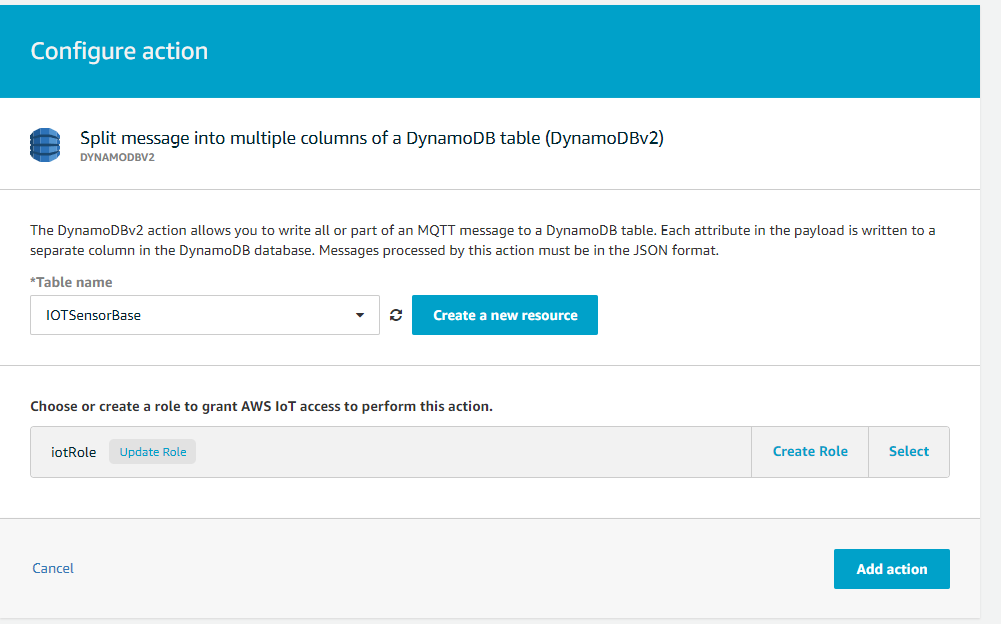 Configure action
Split message into multiple columns of a DynamoDB table (DynamoDBv2)
DYNAMODBV2
The DynamoDBv2 action allows you to write all or part of an MQTT message to a DynamoDB table. Each attribute in the payload is written to a
separate column in the DynamoDB database. Messages processed by this action must be in the JSON format.
*Table name
IOTSensorBase
Create a new resource
Choose or create a role to grant AWS IoT access to perform this action.
iotRole Update Role Create Role Select
Cancel Add action